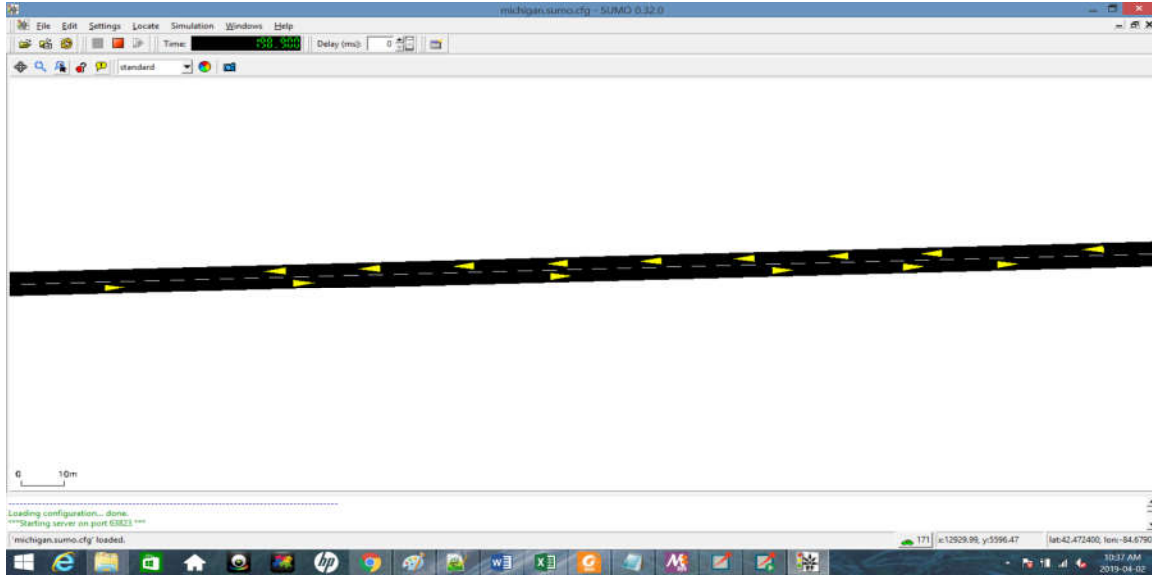 michigan.sumo.cfg - SUMO 0.32.0
File Edit Settings Locate Simulation Windows Help
Time: Delay (ms): 0
standard
0 10m
Loading configuration... done.
***Starting server on port 63823 ***
'michigan.sumo.cfg' loaded.
171 x:12929.99, y:5596.47 lat:42.472400, lon:-84.6790
10:37 AM
2019-04-02